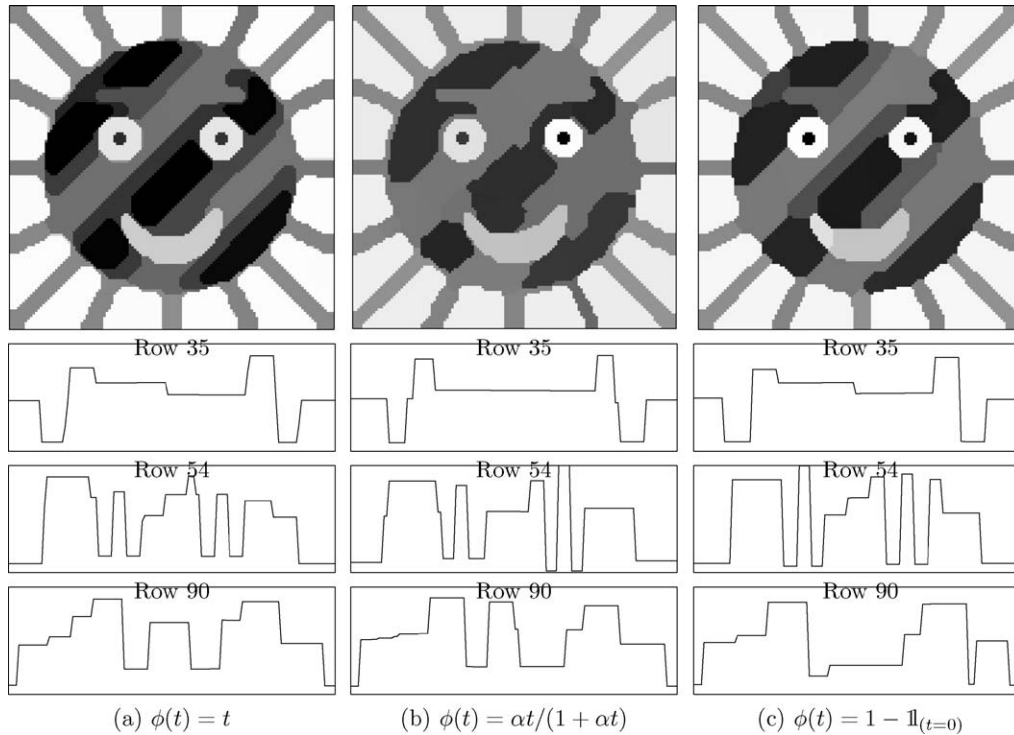 Row 35 Row 35 Row 35
Row 54 Row 54 Row 54
Row 90 Row 90 Row 90
(a) ϕ(t) = t (b) ϕ(t) = αt/(1 + αt) (c) ϕ(t) = 1 − 𝟙(t=0)